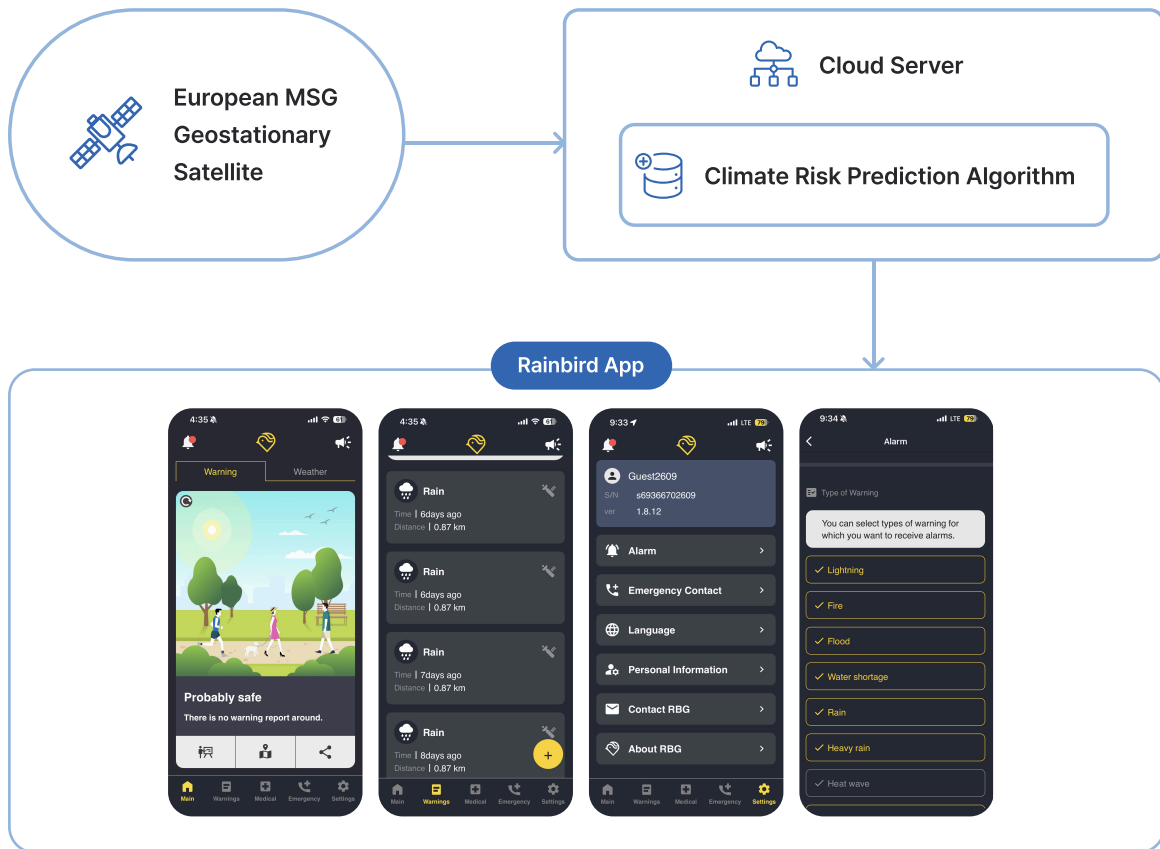 European MSG
Geostationary
Satellite
Cloud Server
Climate Risk Prediction Algorithm
Rainbird App
4:35
61
Warning
Weather
Probably safe
There is no warning report around.
Main
Warnings
Medical
Emergency
Settings
4:35
61
Rain
Time | 6days ago
Distance | 0.87 km
Rain
Time | 6days ago
Distance | 0.87 km
Rain
Time | 7days ago
Distance | 0.87 km
Rain
Time | 8days ago
Distance | 0.87 km
+
Main
Warnings
Medical
Emergency
Settings
9:33
LTE 79
Guest2609
S/N s69366702609
ver 1.8.12
Alarm
Emergency Contact
Language
Personal Information
Contact RBG
About RBG
Main
Warnings
Medical
Emergency
Settings
9:34
LTE 79
Alarm
Type of Warning
You can select types of warning for
which you want to receive alarms.
Lightning
Fire
Flood
Water shortage
Rain
Heavy rain
Heat wave